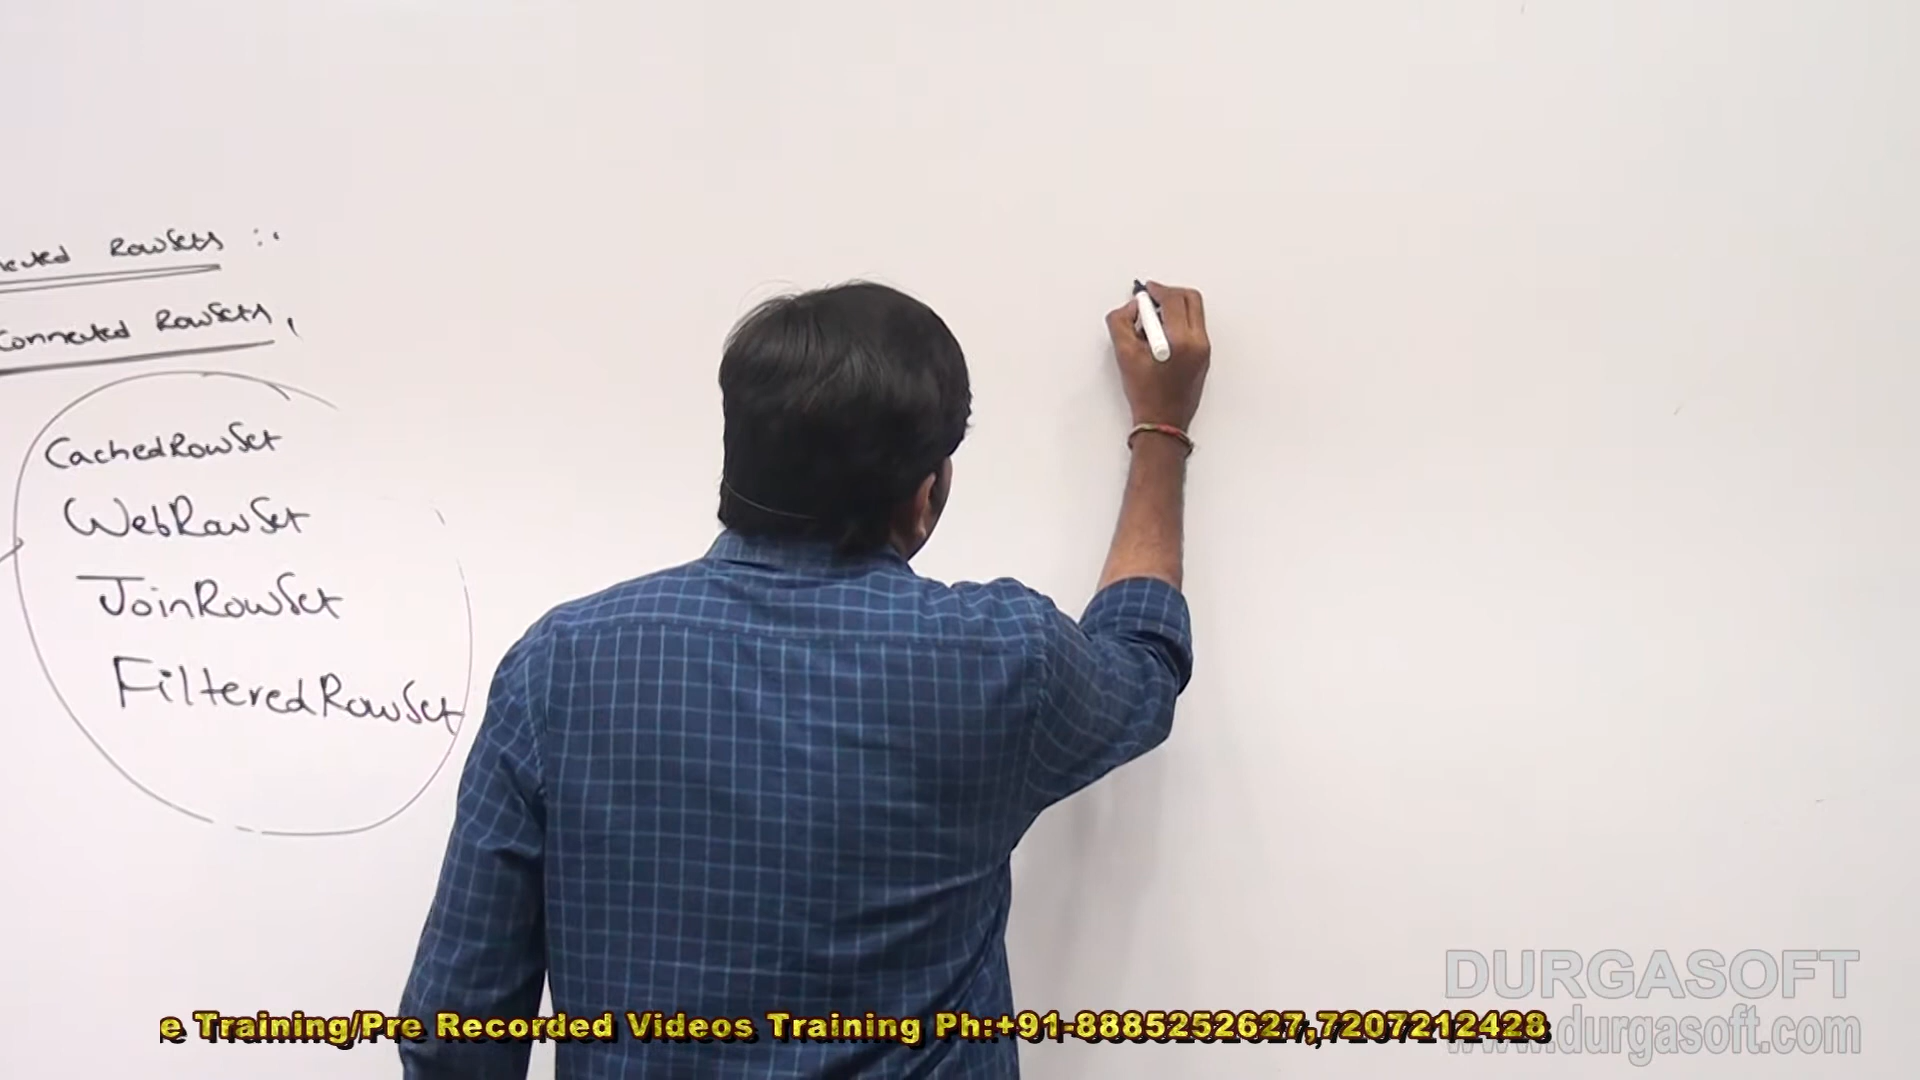 RowSets :.
Connected RowSets,
CachedRowSet
WebRowSet
JoinRowSet
FilteredRowSet
DURGASOFT
www.durgasoft.com
e Training/Pre Recorded Videos Training Ph:+91-8885252627,7207212428